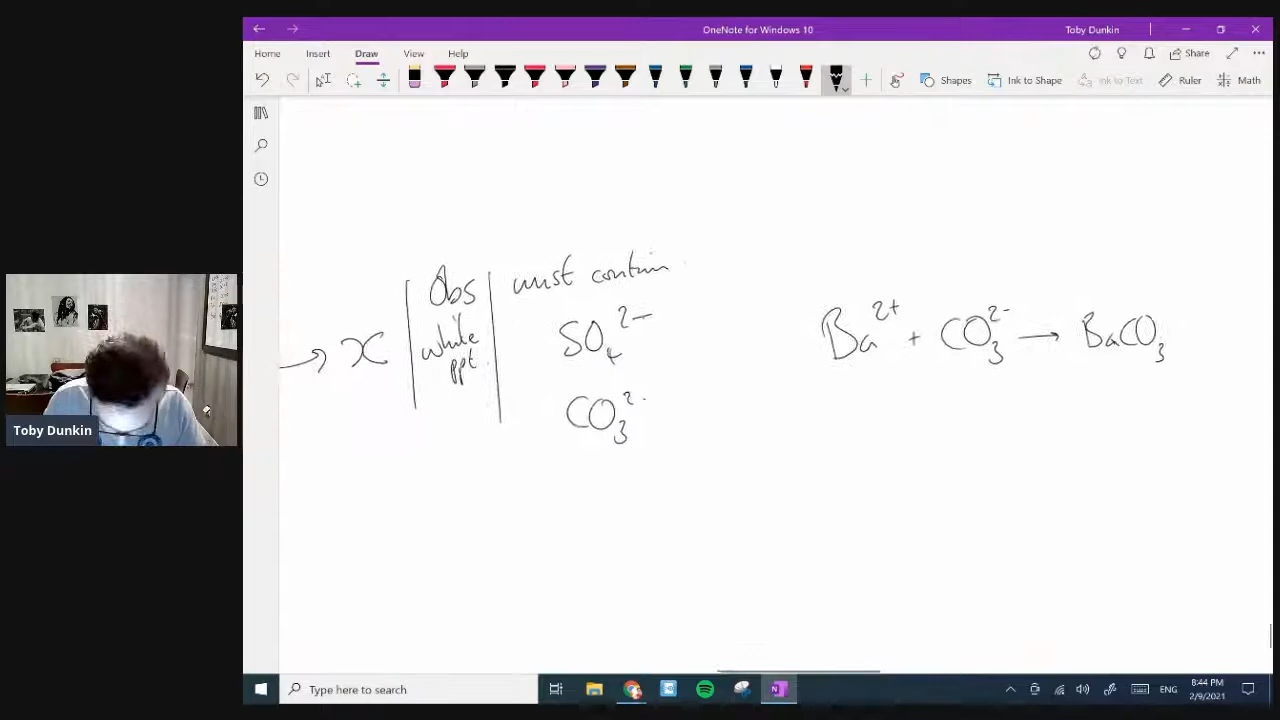 OneNote for Windows 10
Toby Dunkin
Home Insert Draw View Help
Share
Shapes Ink to Shape Ink to Text Ruler Math
Obs must contain
→ x white SO₄²⁻
ppt.
CO₃²⁻
Ba²⁺ + CO₃²⁻ → BaCO₃
Toby Dunkin
Type here to search
ENG
8:44 PM
2/9/2021